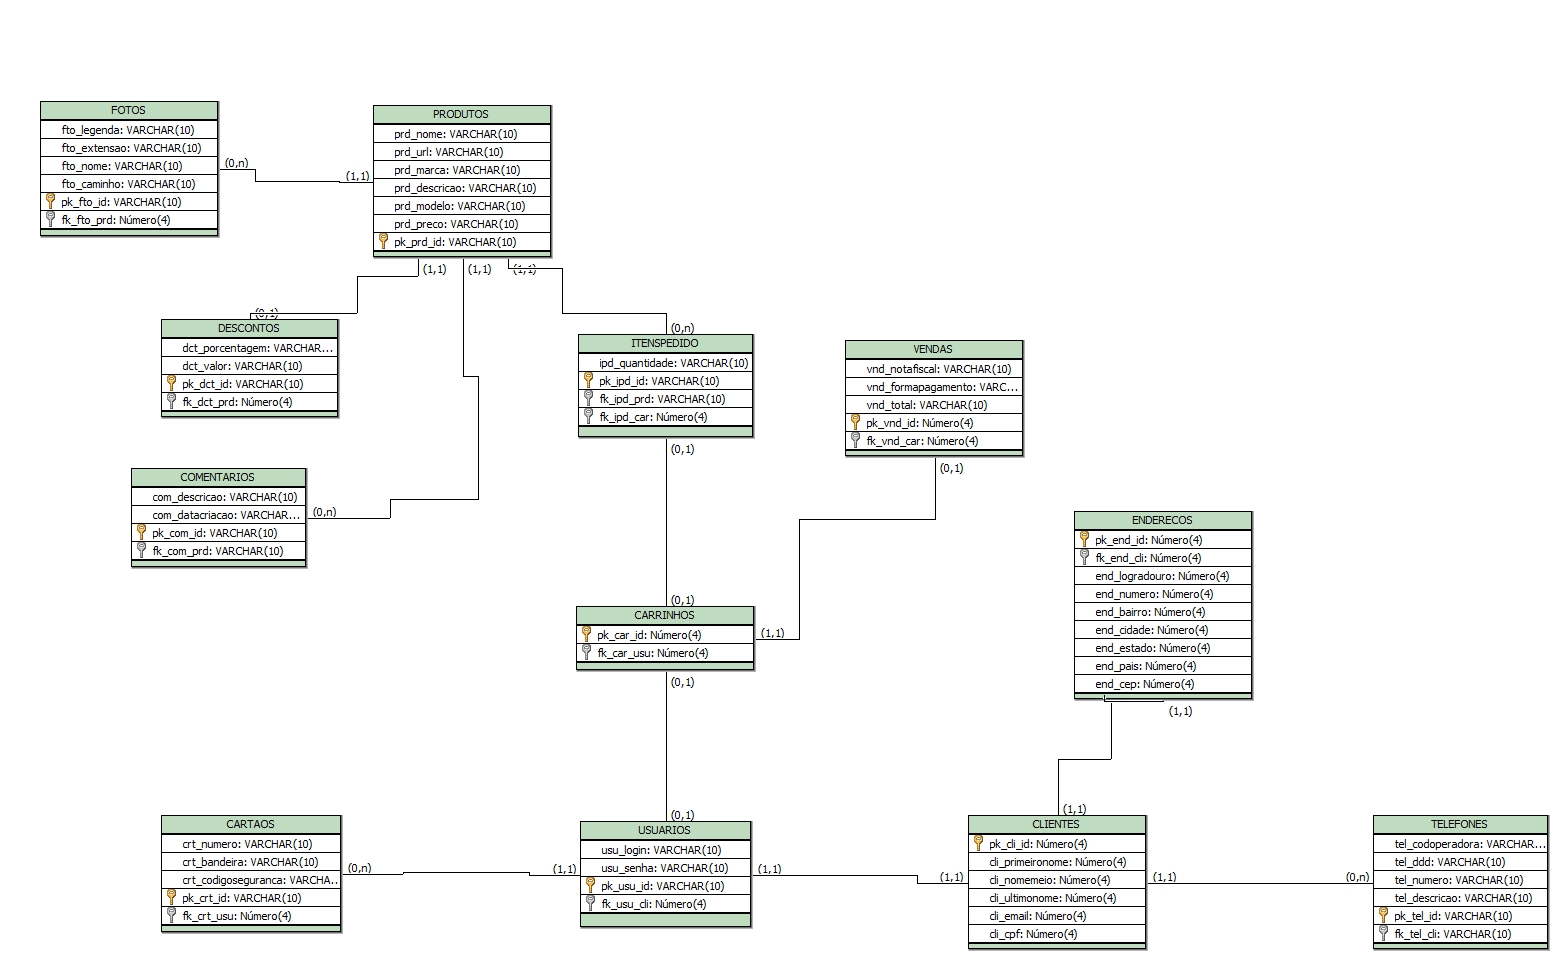 FOTOS
fto_legenda: VARCHAR(10)
fto_extensao: VARCHAR(10)
fto_nome: VARCHAR(10)
fto_caminho: VARCHAR(10)
pk_fto_id: VARCHAR(10)
fk_fto_prd: Número(4)
(0,n)
(1,1)
PRODUTOS
prd_nome: VARCHAR(10)
prd_url: VARCHAR(10)
prd_marca: VARCHAR(10)
prd_descricao: VARCHAR(10)
prd_modelo: VARCHAR(10)
prd_preco: VARCHAR(10)
pk_prd_id: VARCHAR(10)
(1,1)
(1,1)
(1,1)
(0,1)
DESCONTOS
dct_porcentagem: VARCHAR...
dct_valor: VARCHAR(10)
pk_dct_id: VARCHAR(10)
fk_dct_prd: Número(4)
(0,n)
ITENSPEDIDO
ipd_quantidade: VARCHAR(10)
pk_ipd_id: VARCHAR(10)
fk_ipd_prd: VARCHAR(10)
fk_ipd_car: Número(4)
(0,1)
VENDAS
vnd_notafiscal: VARCHAR(10)
vnd_formapagamento: VARC...
vnd_total: VARCHAR(10)
pk_vnd_id: Número(4)
fk_vnd_car: Número(4)
(0,1)
COMENTARIOS
com_descricao: VARCHAR(10)
com_datacriacao: VARCHAR...
pk_com_id: VARCHAR(10)
fk_com_prd: VARCHAR(10)
(0,n)
ENDERECOS
pk_end_id: Número(4)
fk_end_cli: Número(4)
end_logradouro: Número(4)
end_numero: Número(4)
end_bairro: Número(4)
end_cidade: Número(4)
end_estado: Número(4)
end_pais: Número(4)
end_cep: Número(4)
(1,1)
(0,1)
CARRINHOS
pk_car_id: Número(4)
fk_car_usu: Número(4)
(1,1)
(0,1)
CARTAOS
crt_numero: VARCHAR(10)
crt_bandeira: VARCHAR(10)
crt_codigoseguranca: VARCHA..
pk_crt_id: VARCHAR(10)
fk_crt_usu: Número(4)
(0,n)
(1,1)
(0,1)
USUARIOS
usu_login: VARCHAR(10)
usu_senha: VARCHAR(10)
pk_usu_id: VARCHAR(10)
fk_usu_cli: Número(4)
(1,1)
(1,1)
(1,1)
CLIENTES
pk_cli_id: Número(4)
cli_primeironome: Número(4)
cli_nomemeio: Número(4)
cli_ultimonome: Número(4)
cli_email: Número(4)
cli_cpf: Número(4)
(1,1)
(0,n)
TELEFONES
tel_codoperadora: VARCHAR...
tel_ddd: VARCHAR(10)
tel_numero: VARCHAR(10)
tel_descricao: VARCHAR(10)
pk_tel_id: VARCHAR(10)
fk_tel_cli: VARCHAR(10)